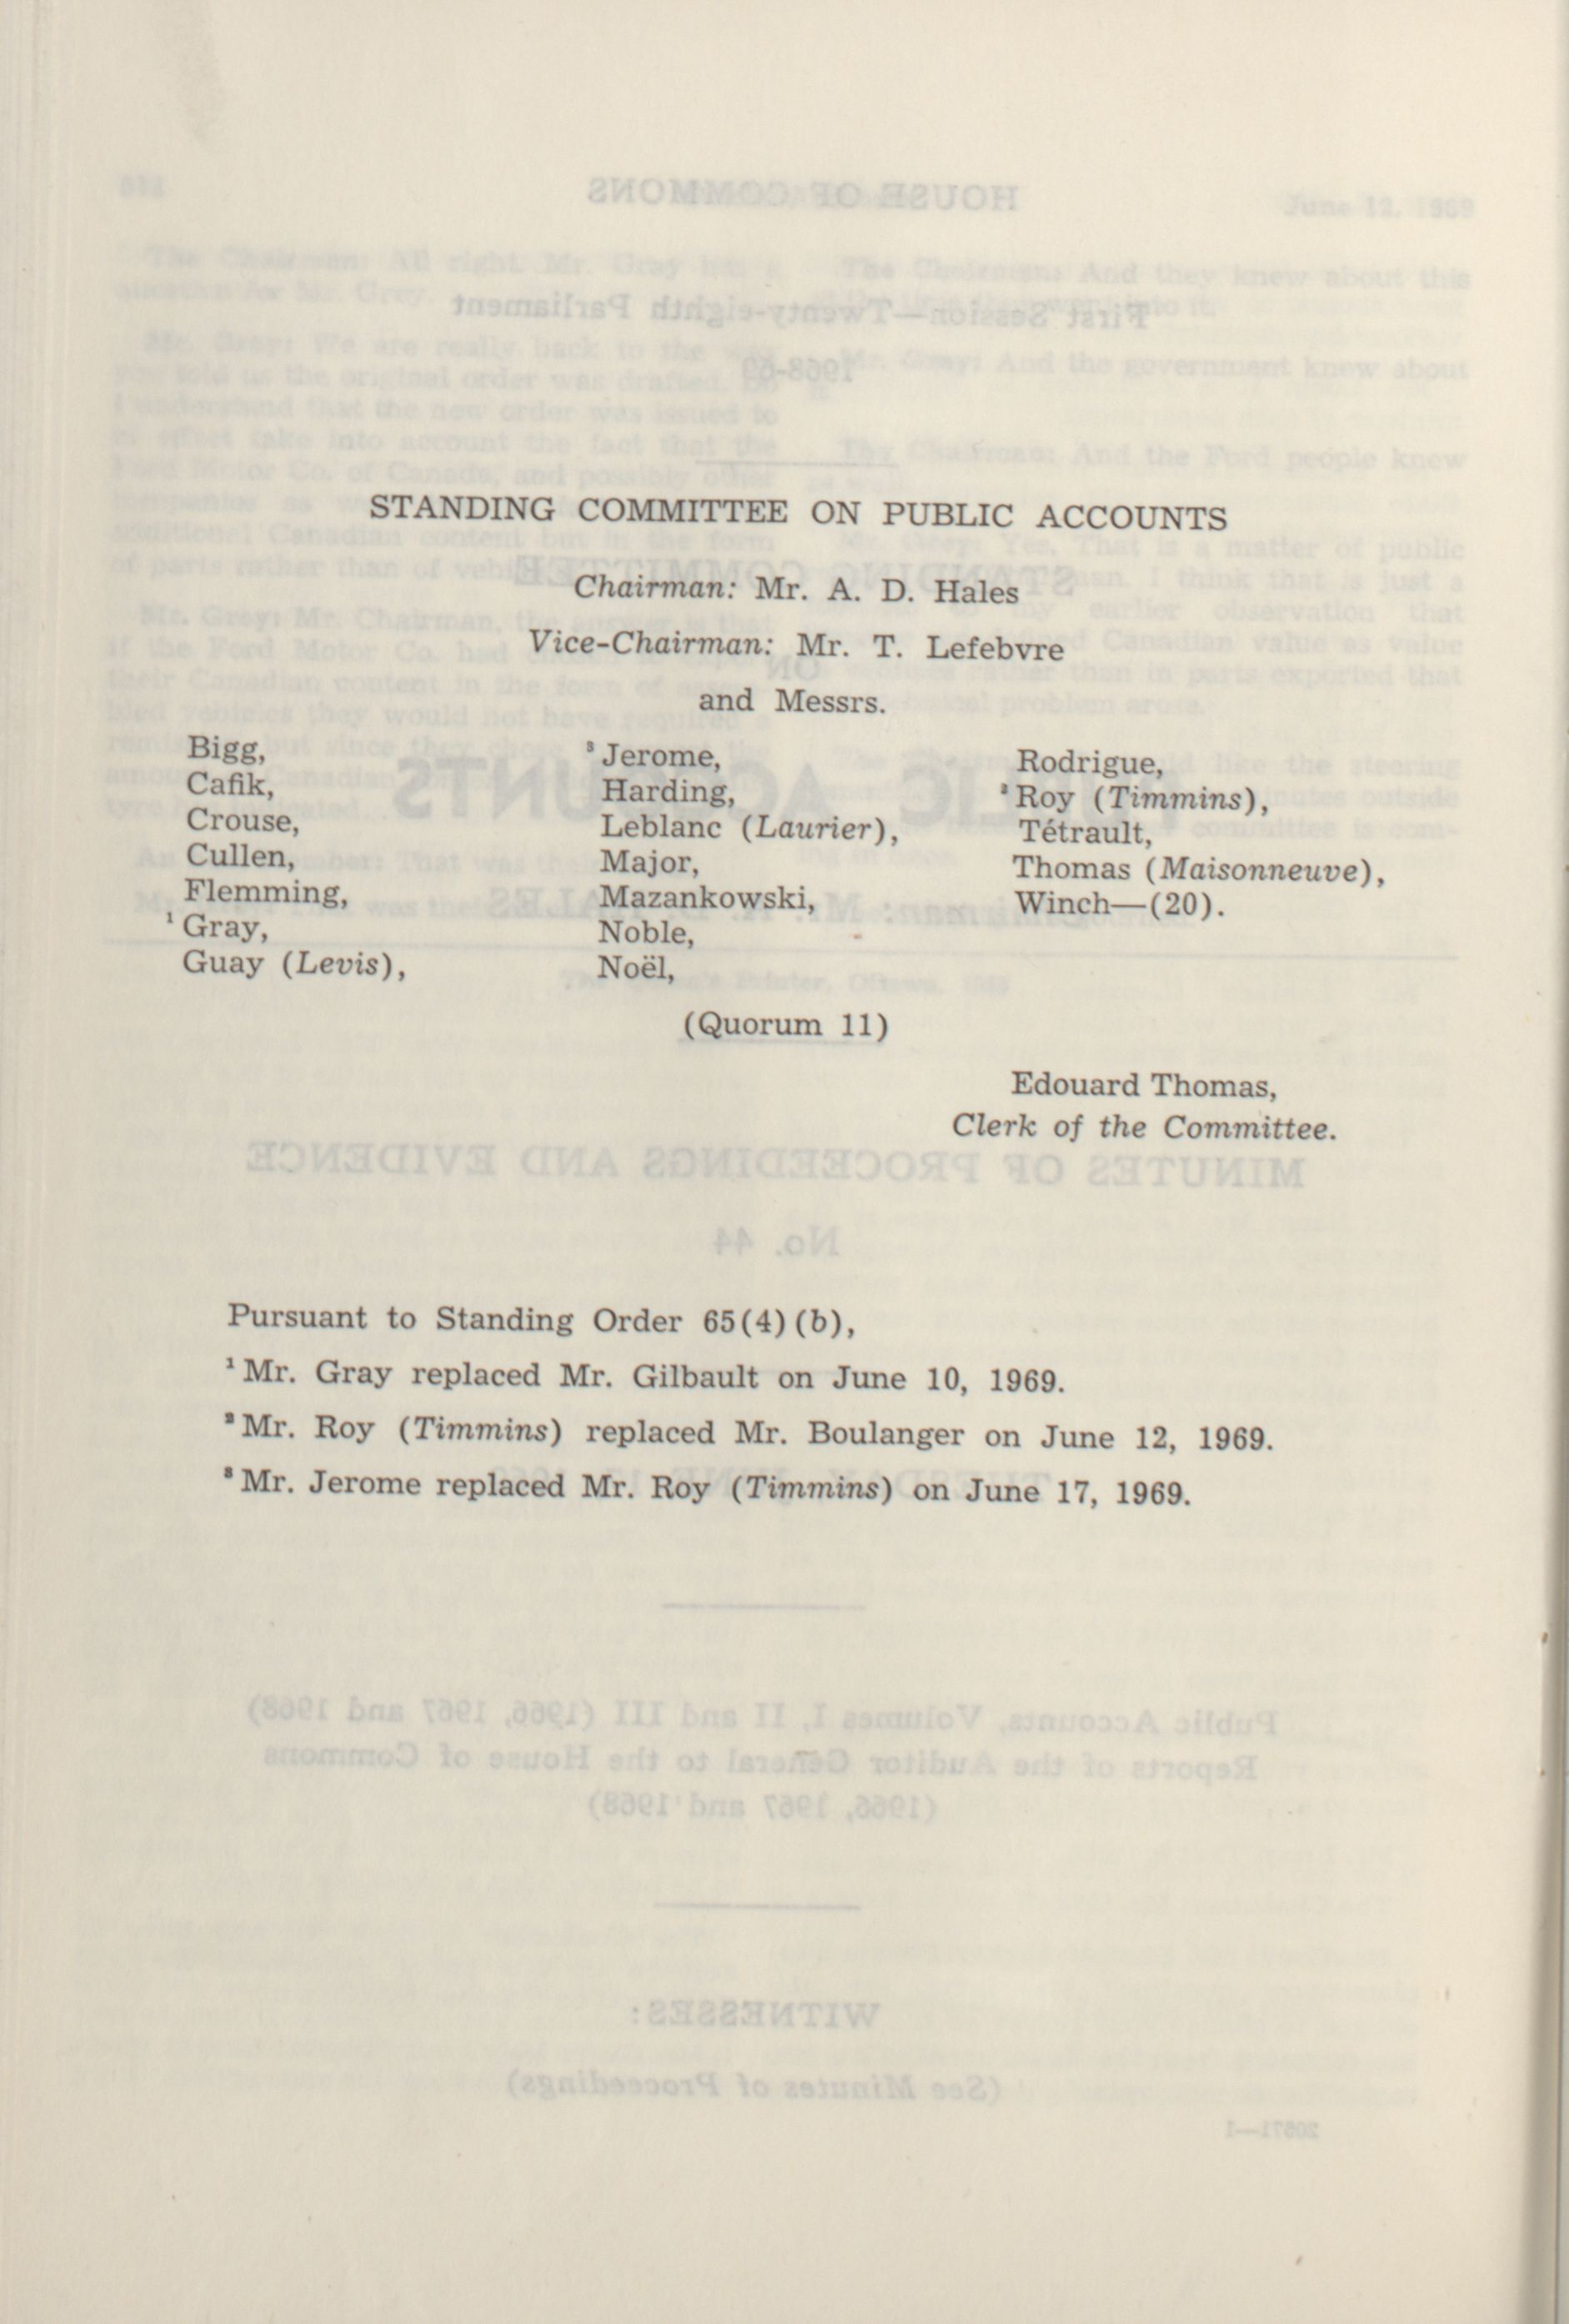 STANDING COMMITTEE ON PUBLIC ACCOUNTS
Chairman: Mr. A. D. Hales
Vice-Chairman: Mr. T. Lefebvre
and Messrs.
Bigg,
Cafik,
Crouse,
Cullen,
Flemming,
¹ Gray,
Guay (Levis),
³ Jerome,
Harding,
Leblanc (Laurier),
Major,
Mazankowski,
Noble,
Noël,
Rodrigue,
² Roy (Timmins),
Tétrault,
Thomas (Maisonneuve),
Winch—(20).
(Quorum 11)
Edouard Thomas,
Clerk of the Committee.
Pursuant to Standing Order 65(4)(b),
¹ Mr. Gray replaced Mr. Gilbault on June 10, 1969.
² Mr. Roy (Timmins) replaced Mr. Boulanger on June 12, 1969.
³ Mr. Jerome replaced Mr. Roy (Timmins) on June 17, 1969.